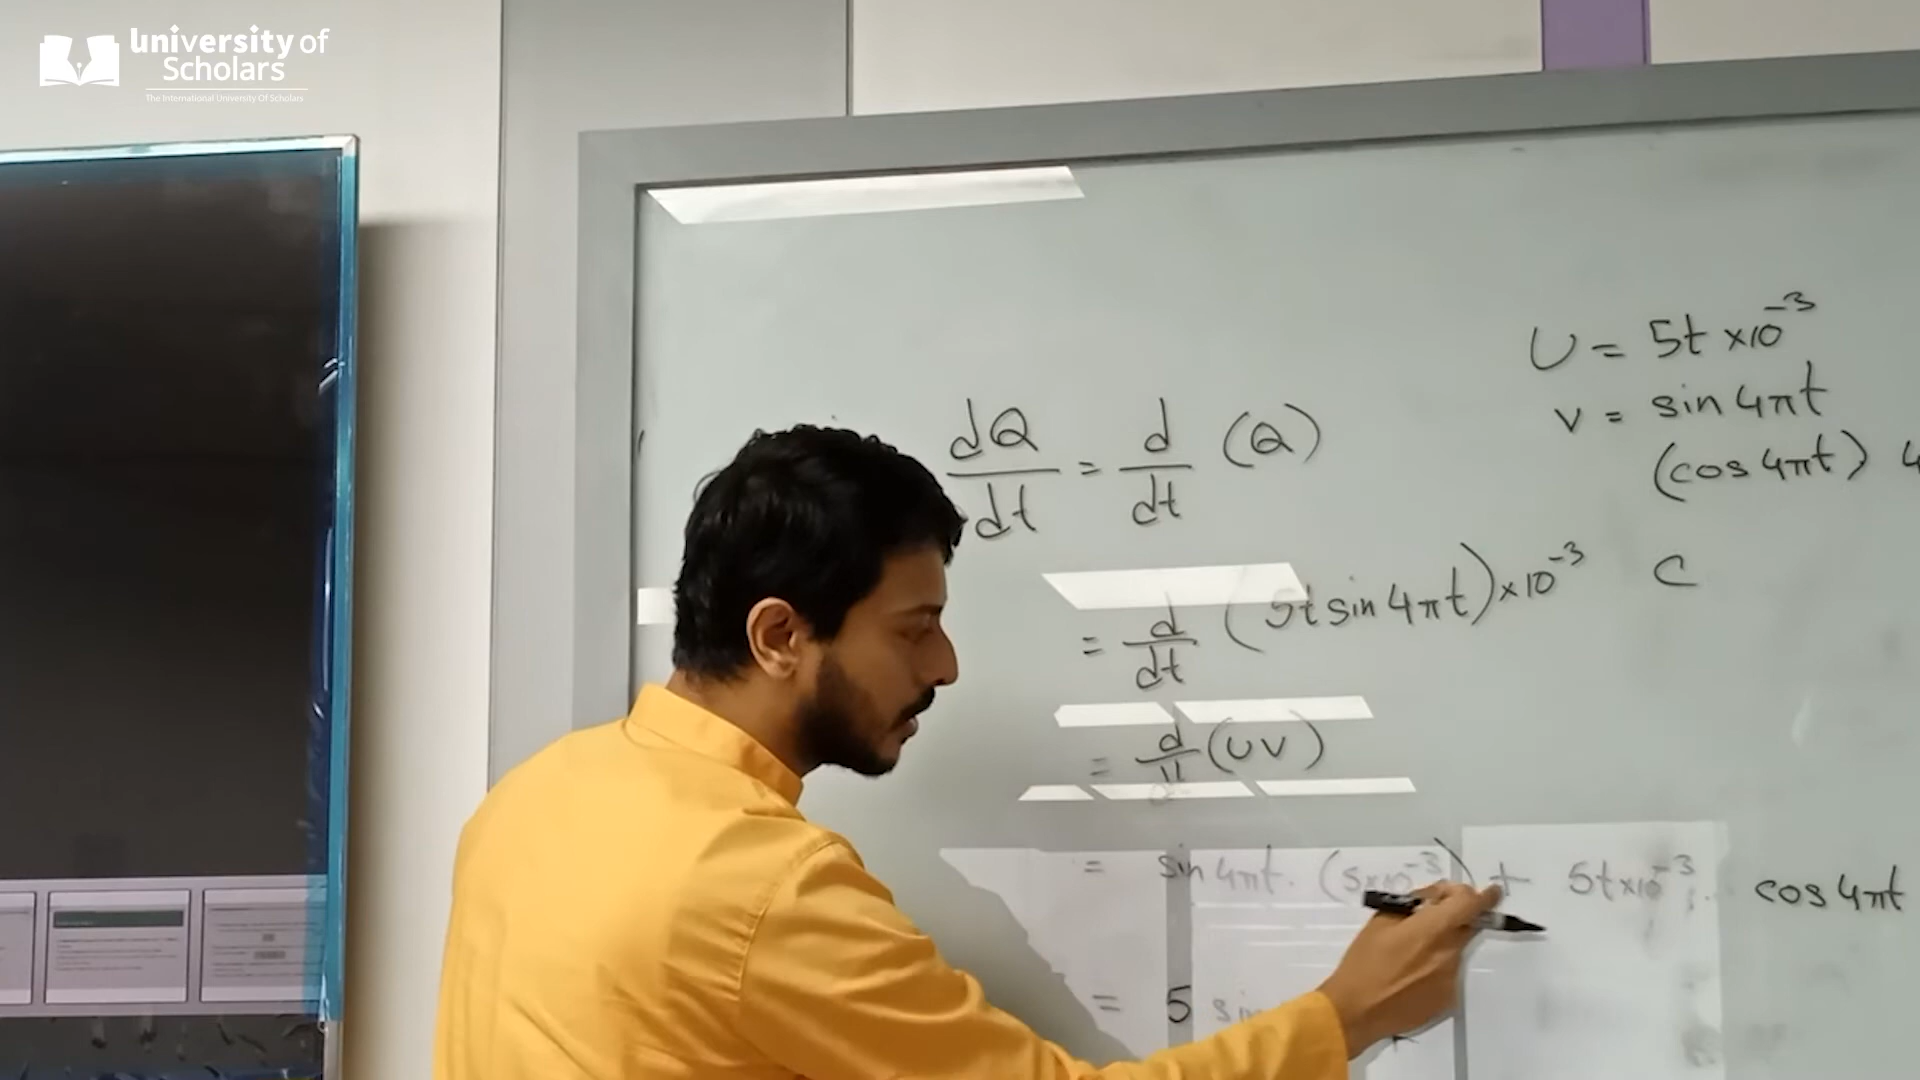 University of
Scholars
The International University Of Scholars
U = 5t ×10⁻³
V = sin 4πt
(cos 4πt) 4
dQ/dt = d/dt (Q)
= d/dt (5t sin 4πt) ×10⁻³ C
= d/dt (UV)
= sin 4πt. (5×10⁻³) + 5t×10⁻³. cos 4πt
= 5 sin